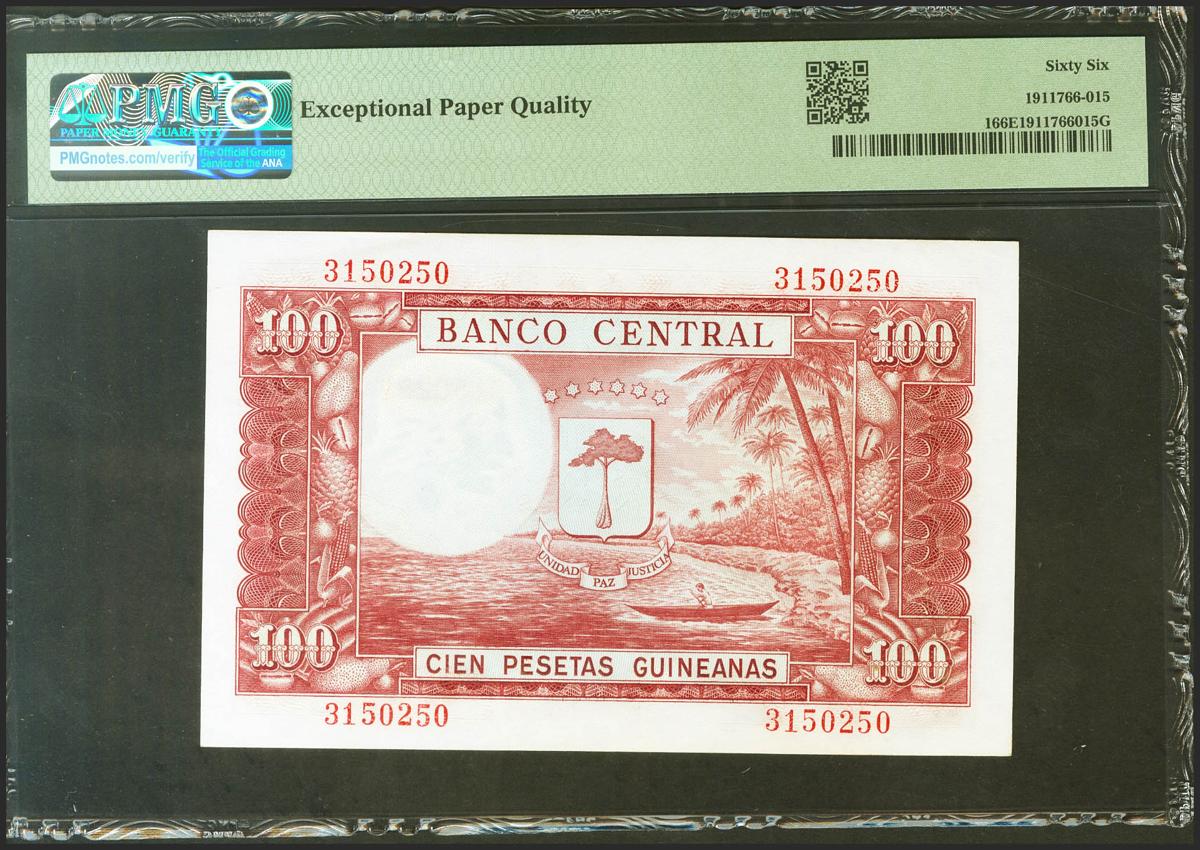 PMG
PAPER MONEY GUARANTY
PMGnotes.com/verify
The Official Grading
Service of the ANA
Exceptional Paper Quality
Sixty Six
1911766-015
166E1911766015G
3150250 3150250
100 BANCO CENTRAL 100
UNIDAD PAZ JUSTICIA
100 CIEN PESETAS GUINEANAS 100
3150250 3150250